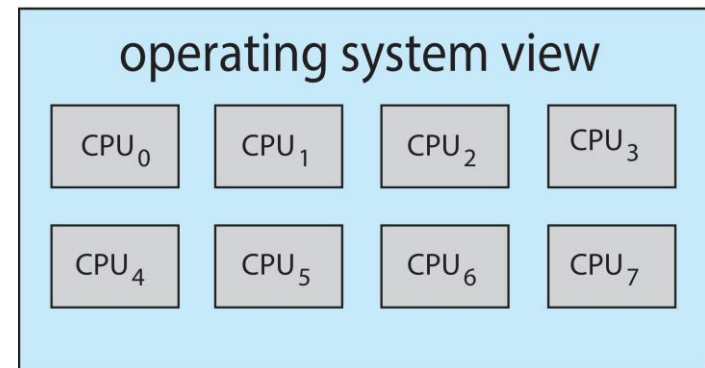 operating system view
CPU₀ CPU₁ CPU₂ CPU₃
CPU₄ CPU₅ CPU₆ CPU₇